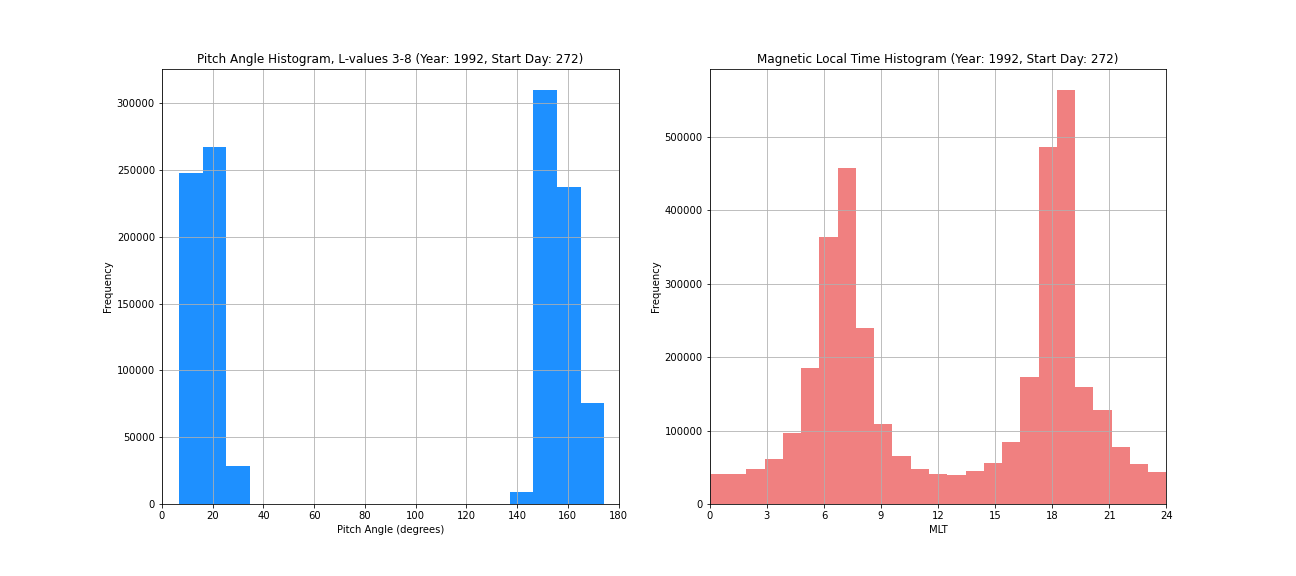 Pitch Angle Histogram, L-values 3-8 (Year: 1992, Start Day: 272)
300000
250000
200000
150000
100000
50000
0
Frequency
0 20 40 60 80 100 120 140 160 180
Pitch Angle (degrees)
Magnetic Local Time Histogram (Year: 1992, Start Day: 272)
500000
400000
300000
200000
100000
0
Frequency
0 3 6 9 12 15 18 21 24
MLT